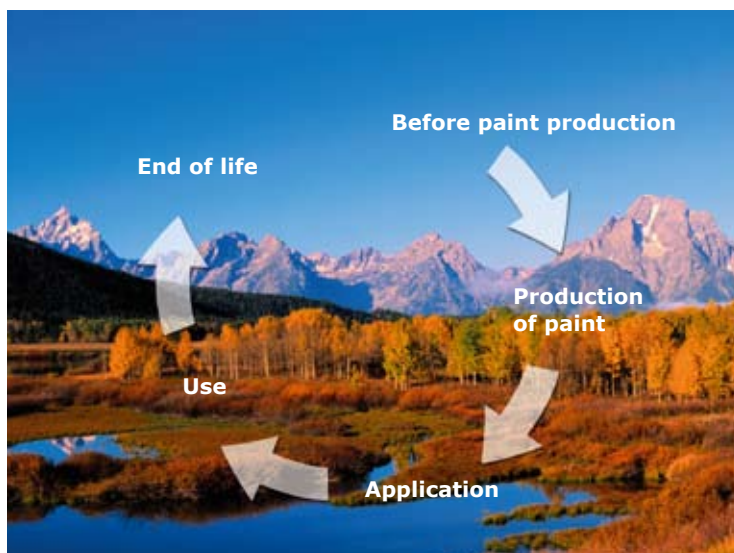 Before paint production
End of life
Production
of paint
Use
Application